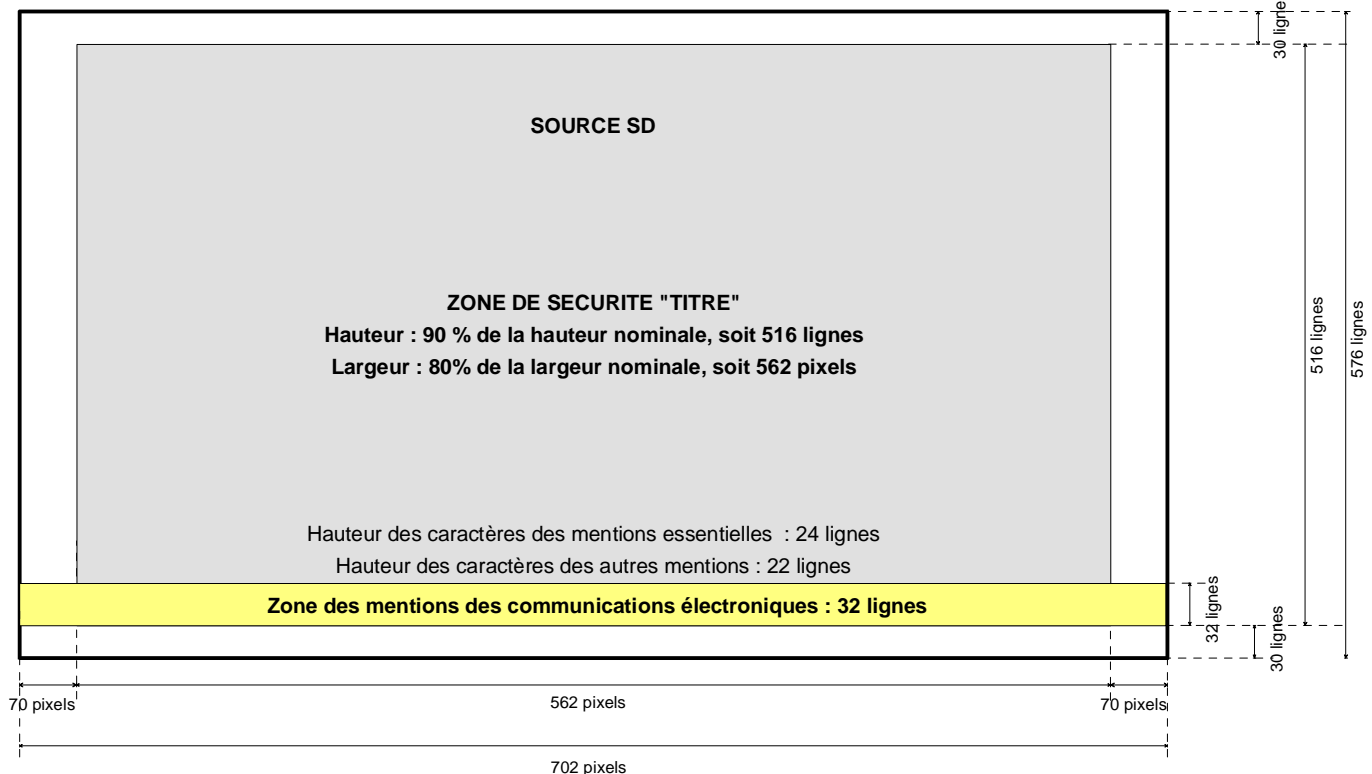 30 ligne
SOURCE SD
ZONE DE SECURITE "TITRE"
Hauteur : 90 % de la hauteur nominale, soit 516 lignes
Largeur : 80% de la largeur nominale, soit 562 pixels
516 lignes
576 lignes
Hauteur des caractères des mentions essentielles : 24 lignes
Hauteur des caractères des autres mentions : 22 lignes
Zone des mentions des communications électroniques : 32 lignes
32 lignes
30 lignes
70 pixels
562 pixels
70 pixels
702 pixels